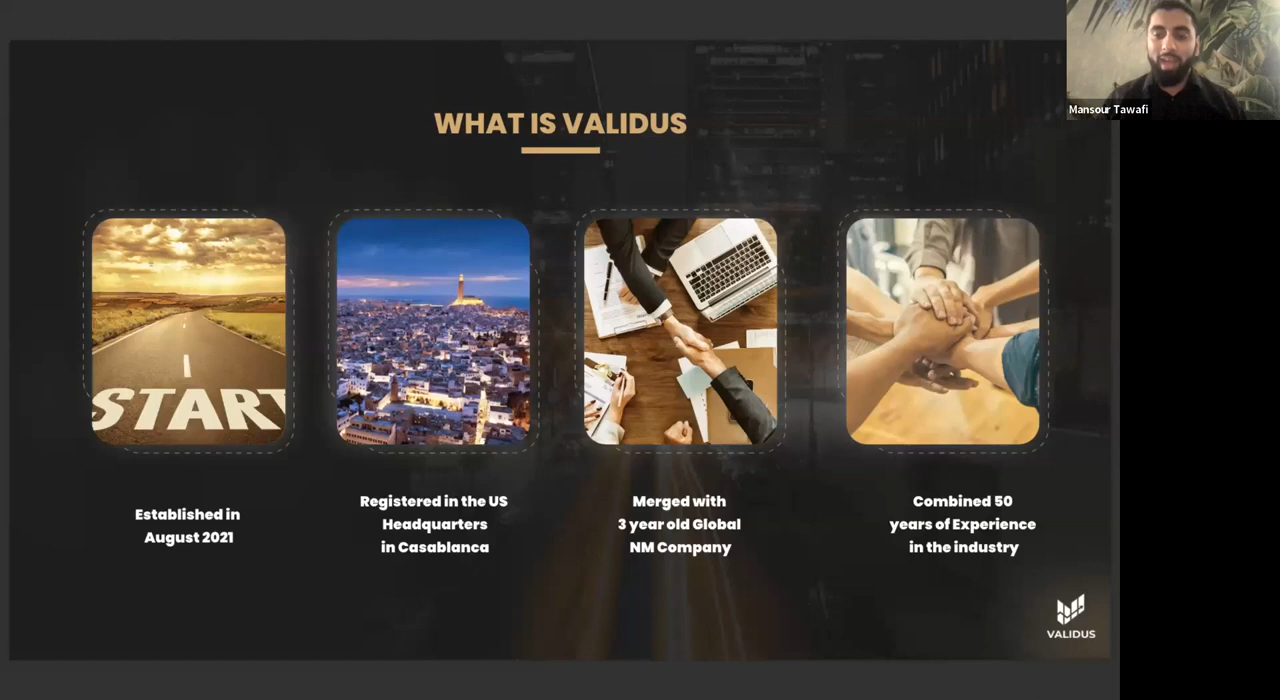 Mansour Tawafi
WHAT IS VALIDUS
START
Established in
August 2021
Registered in the US
Headquarters
in Casablanca
Merged with
3 year old Global
NM Company
Combined 50
years of Experience
in the industry
VALIDUS